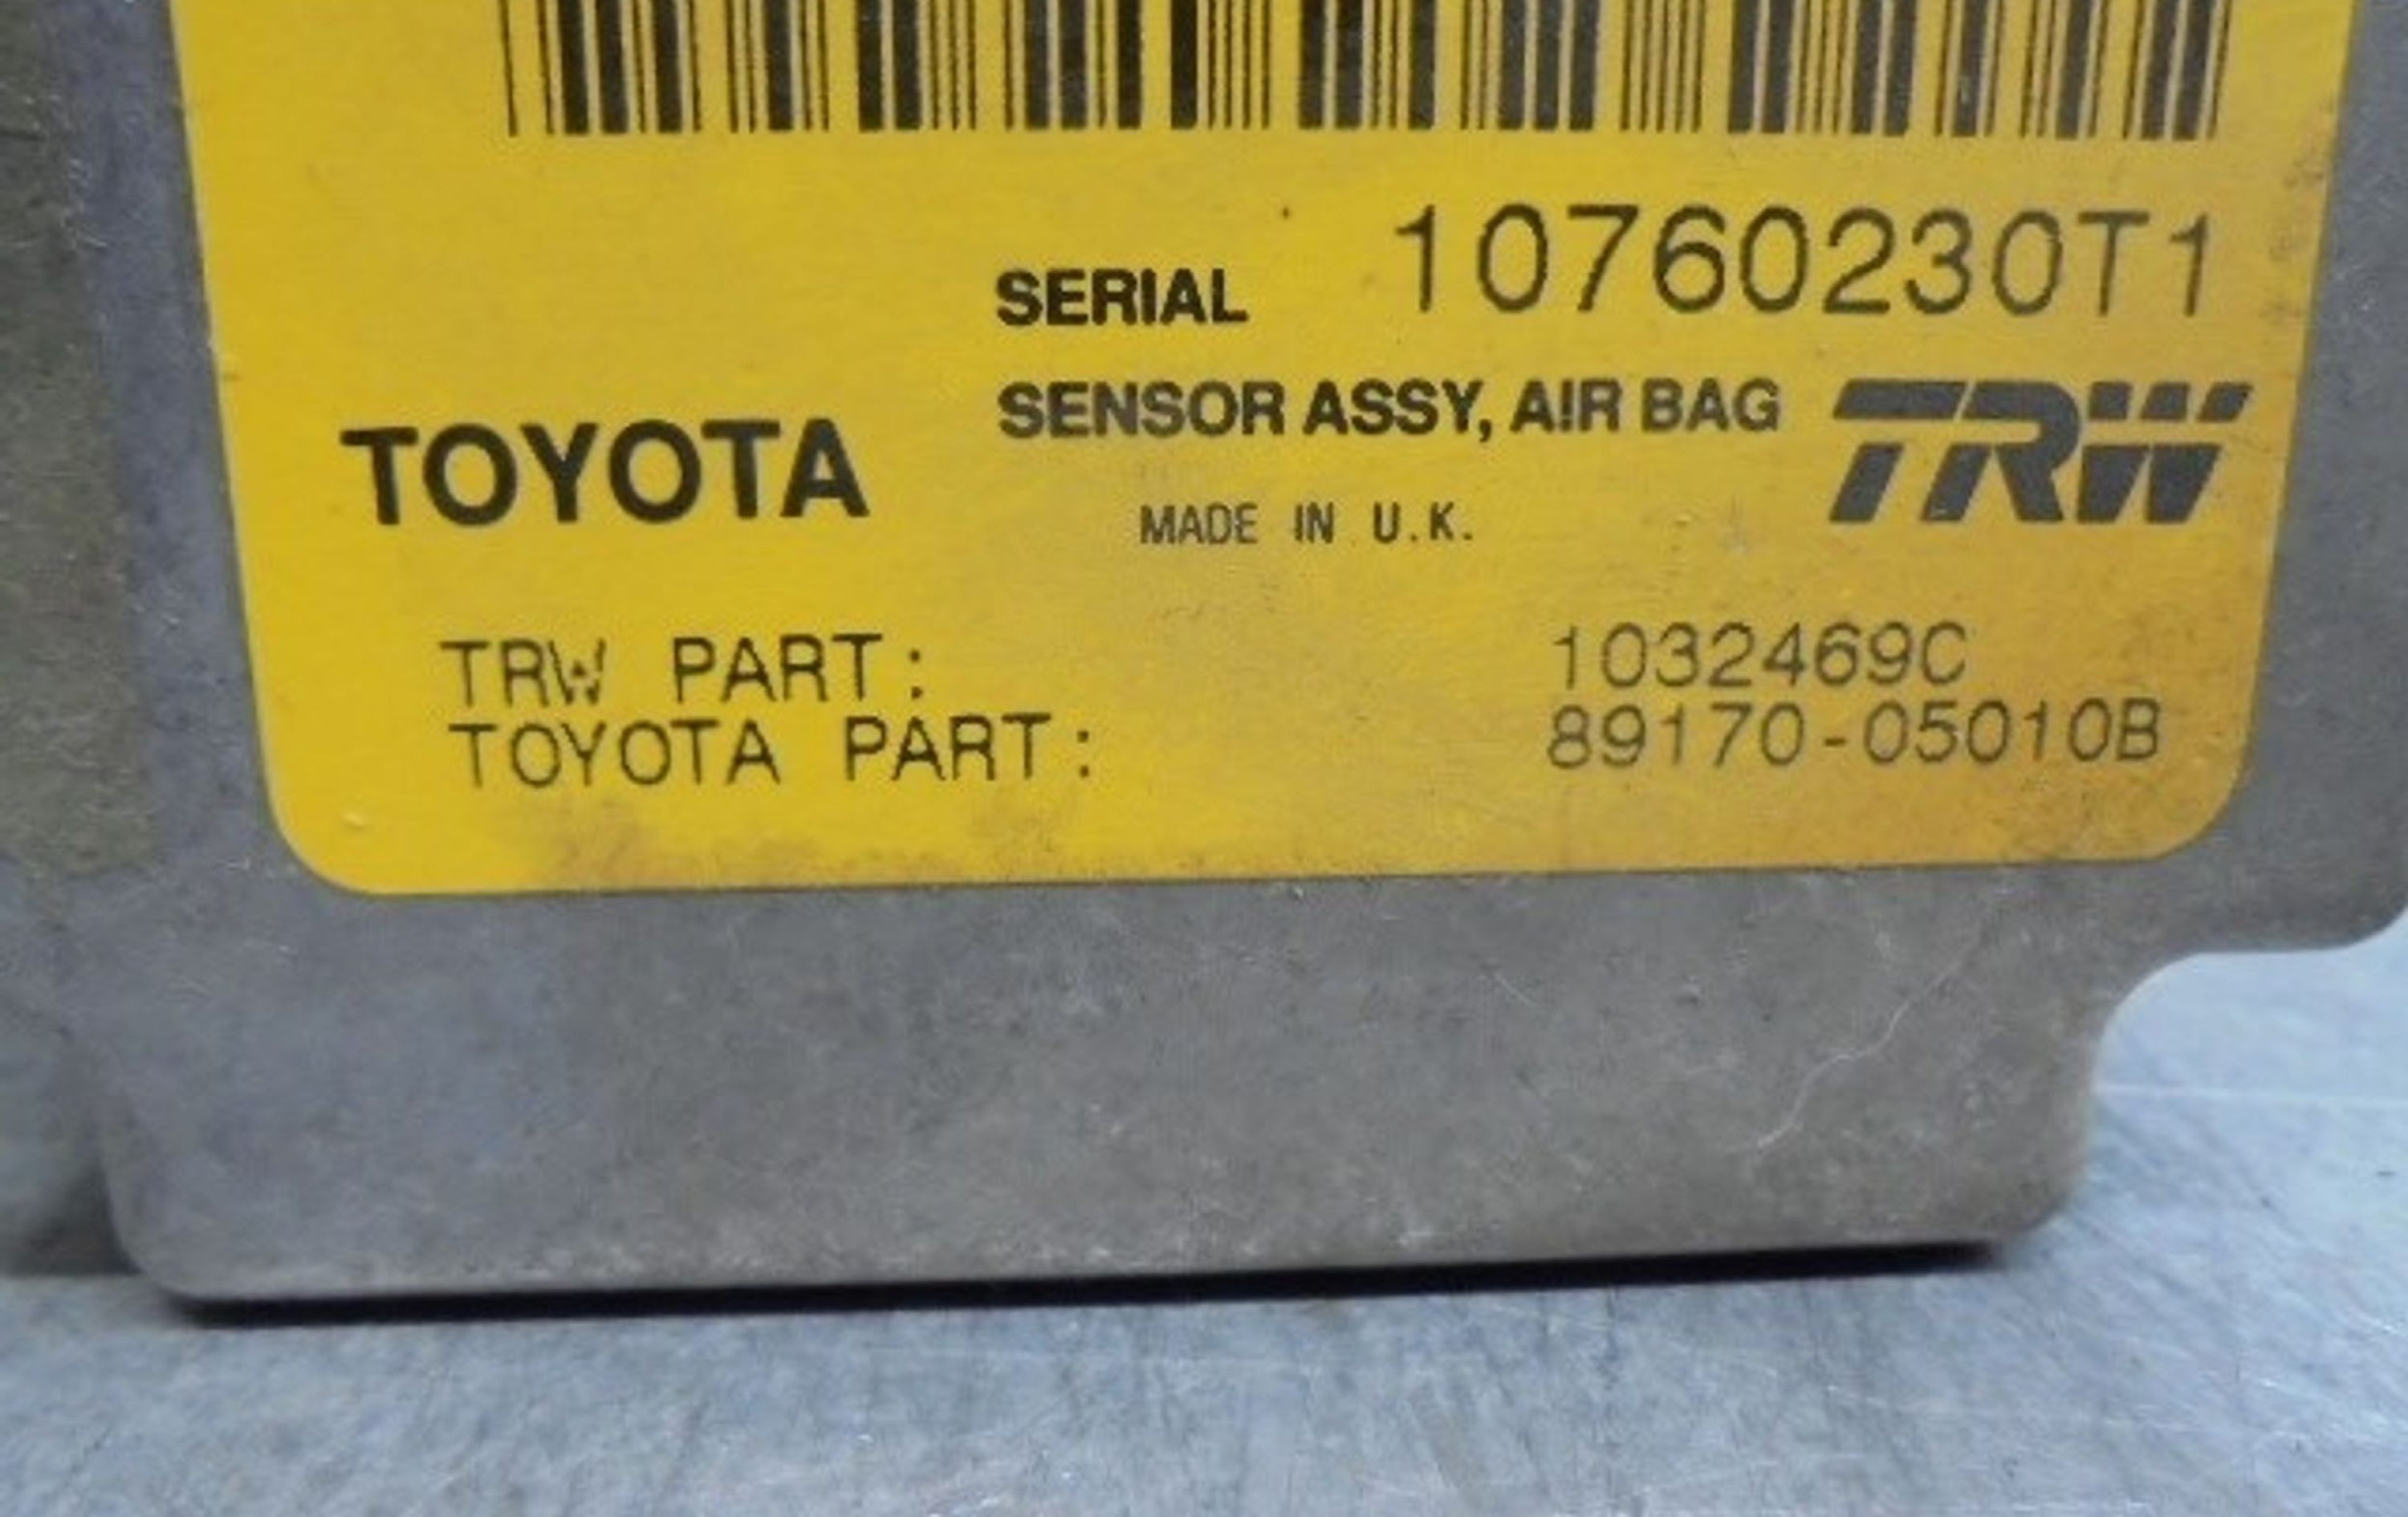 SERIAL 10760230T1
SENSOR ASSY, AIR BAG TRW
TOYOTA
MADE IN U.K.
TRW PART: 1032469C
TOYOTA PART: 89170-05010B